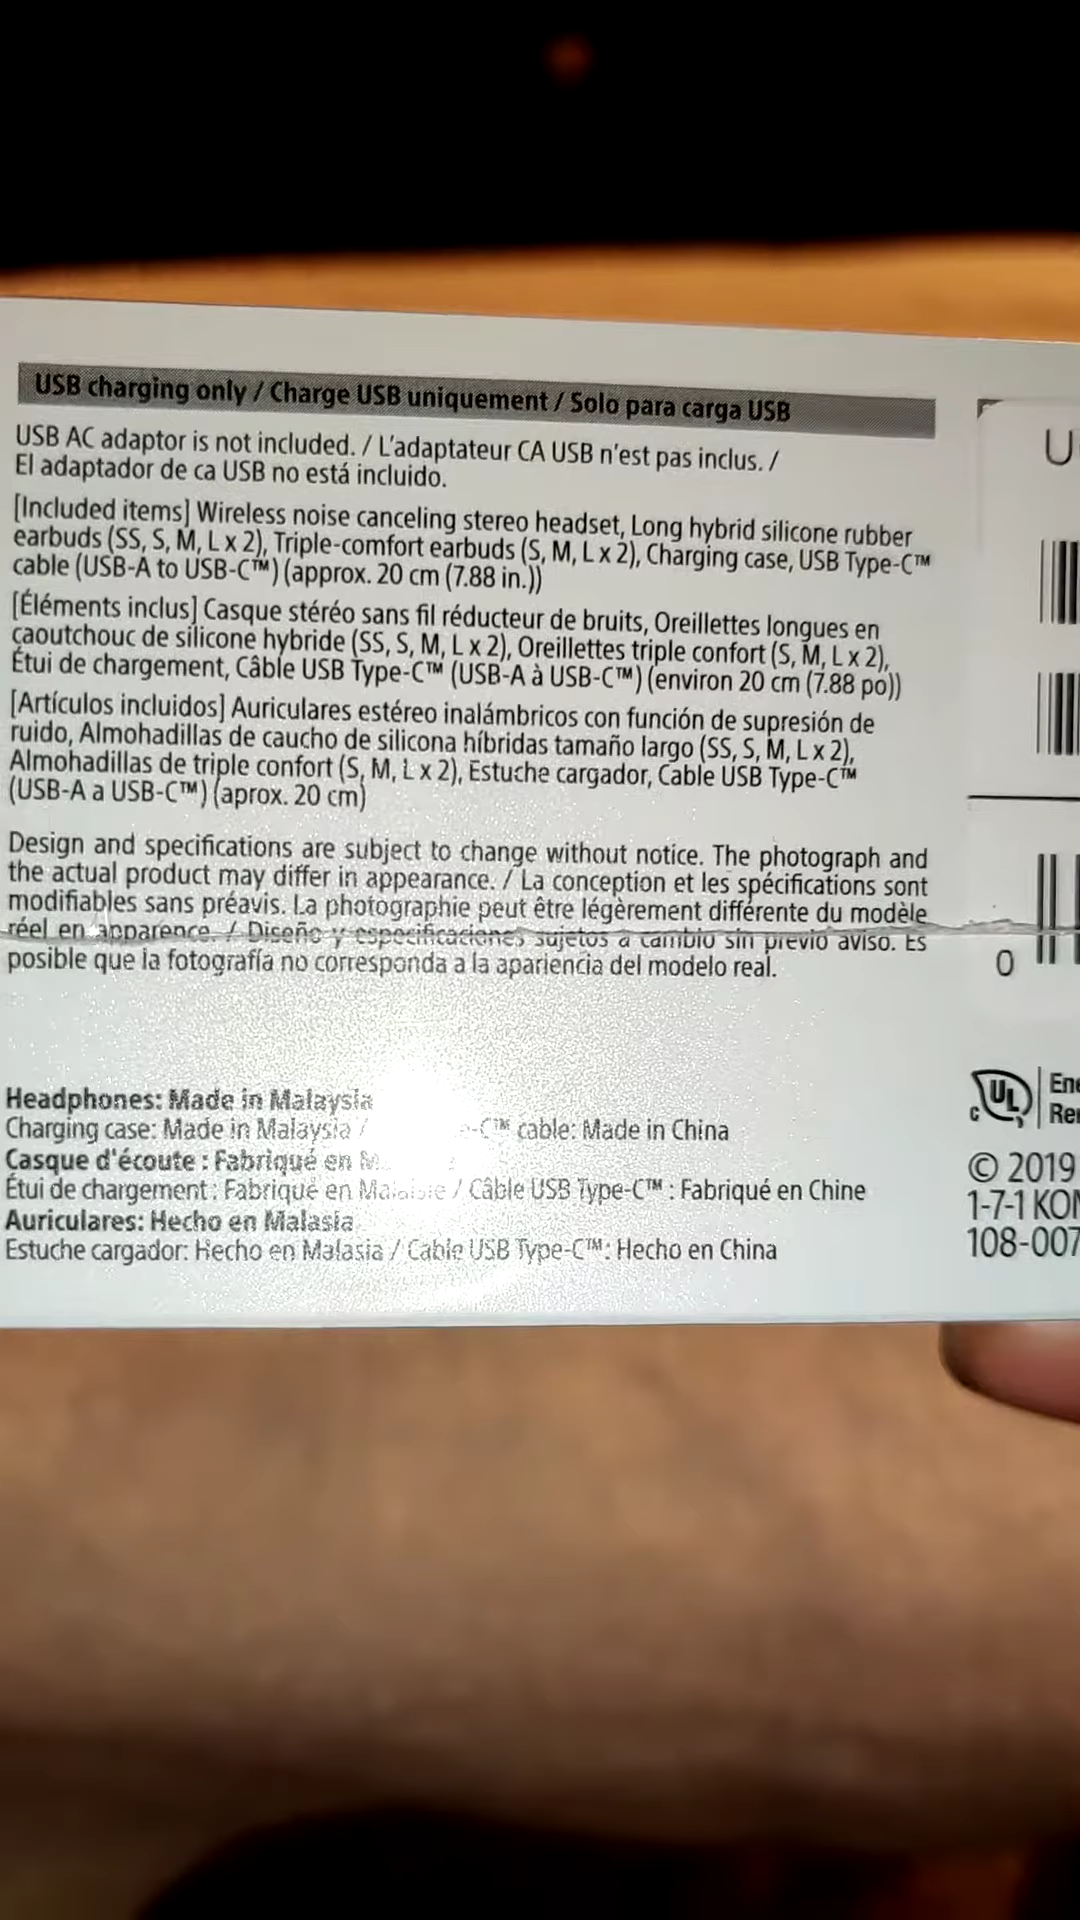 USB charging only / Charge USB uniquement / Solo para carga USB
USB AC adaptor is not included. / L'adaptateur CA USB n'est pas inclus. /
El adaptador de ca USB no está incluido.
[Included items] Wireless noise canceling stereo headset, Long hybrid silicone rubber
earbuds (SS, S, M, L x 2), Triple-comfort earbuds (S, M, L x 2), Charging case, USB Type-C™
cable (USB-A to USB-C™) (approx. 20 cm (7.88 in.))
[Éléments inclus] Casque stéréo sans fil réducteur de bruits, Oreillettes longues en
caoutchouc de silicone hybride (SS, S, M, L x 2), Oreillettes triple confort (S, M, L x 2),
Étui de chargement, Câble USB Type-C™ (USB-A à USB-C™) (environ 20 cm (7.88 po))
[Artículos incluidos] Auriculares estéreo inalámbricos con función de supresión de
ruido, Almohadillas de caucho de silicona híbridas tamaño largo (SS, S, M, L x 2),
Almohadillas de triple confort (S, M, L x 2), Estuche cargador, Cable USB Type-C™
(USB-A a USB-C™) (aprox. 20 cm)
Design and specifications are subject to change without notice. The photograph and
the actual product may differ in appearance. / La conception et les spécifications sont
modifiables sans préavis. La photographie peut être légèrement différente du modèle
réel en apparence. / Diseño y especificaciones sujetos a cambio sin previo aviso. Es
posible que la fotografía no corresponda a la apariencia del modelo real.
Headphones: Made in Malaysia
Charging case: Made in Malaysia / -C™ cable: Made in China
Casque d'écoute : Fabriqué en
Étui de chargement : Fabriqué en Malaisie / Câble USB Type-C™ : Fabriqué en Chine
Auriculares: Hecho en Malasia
Estuche cargador: Hecho en Malasia / Cable USB Type-C™: Hecho en China
U
0
c UL
© 2019
1-7-1
108-007